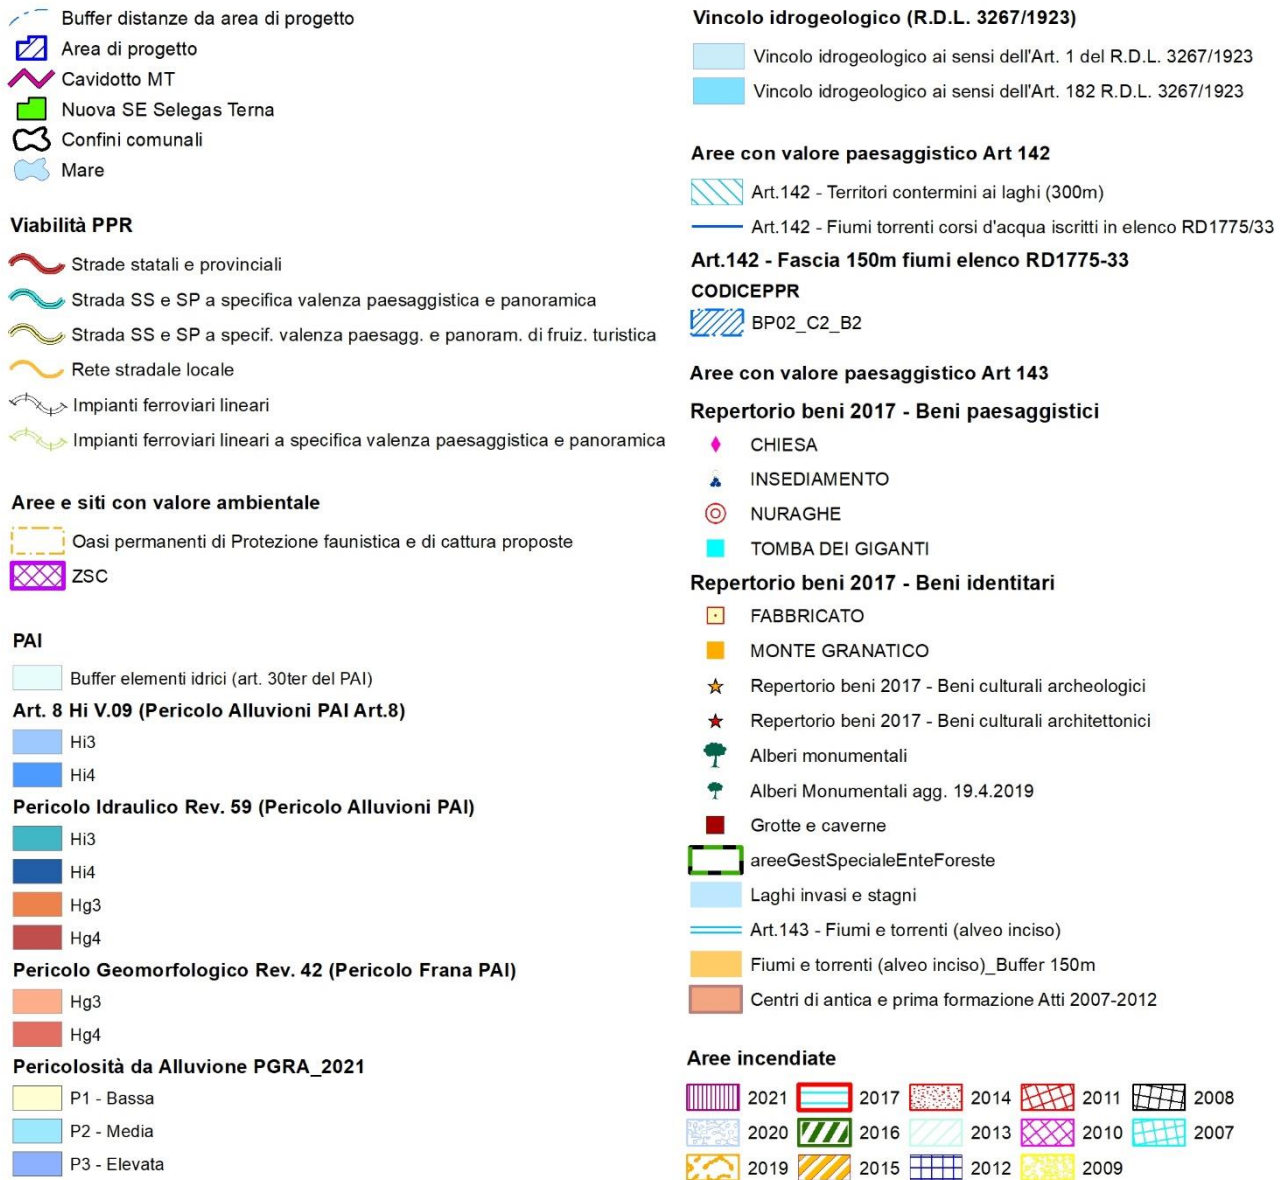 Buffer distanze da area di progetto
Area di progetto
Cavidotto MT
Nuova SE Selegas Terna
Confini comunali
Mare
Viabilità PPR
Strade statali e provinciali
Strada SS e SP a specifica valenza paesaggistica e panoramica
Strada SS e SP a specif. valenza paesagg. e panoram. di fruiz. turistica
Rete stradale locale
Impianti ferroviari lineari
Impianti ferroviari lineari a specifica valenza paesaggistica e panoramica
Aree e siti con valore ambientale
Oasi permanenti di Protezione faunistica e di cattura proposte
ZSC
PAI
Buffer elementi idrici (art. 30ter del PAI)
Art. 8 Hi V.09 (Pericolo Alluvioni PAI Art.8)
Hi3
Hi4
Pericolo Idraulico Rev. 59 (Pericolo Alluvioni PAI)
Hi3
Hi4
Hg3
Hg4
Pericolo Geomorfologico Rev. 42 (Pericolo Frana PAI)
Hg3
Hg4
Pericolosità da Alluvione PGRA_2021
P1 - Bassa
P2 - Media
P3 - Elevata
Vincolo idrogeologico (R.D.L. 3267/1923)
Vincolo idrogeologico ai sensi dell'Art. 1 del R.D.L. 3267/1923
Vincolo idrogeologico ai sensi dell'Art. 182 R.D.L. 3267/1923
Aree con valore paesaggistico Art 142
Art.142 - Territori contermini ai laghi (300m)
Art.142 - Fiumi torrenti corsi d'acqua iscritti in elenco RD1775/33
Art.142 - Fascia 150m fiumi elenco RD1775-33
CODICEPPR
BP02_C2_B2
Aree con valore paesaggistico Art 143
Repertorio beni 2017 - Beni paesaggistici
CHIESA
INSEDIAMENTO
NURAGHE
TOMBA DEI GIGANTI
Repertorio beni 2017 - Beni identitari
FABBRICATO
MONTE GRANATICO
Repertorio beni 2017 - Beni culturali archeologici
Repertorio beni 2017 - Beni culturali architettonici
Alberi monumentali
Alberi Monumentali agg. 19.4.2019
Grotte e caverne
areeGestSpecialeEnteForeste
Laghi invasi e stagni
Art.143 - Fiumi e torrenti (alveo inciso)
Fiumi e torrenti (alveo inciso)_Buffer 150m
Centri di antica e prima formazione Atti 2007-2012
Aree incendiate
2021 2017 2014 2011 2008
2020 2016 2013 2010 2007
2019 2015 2012 2009